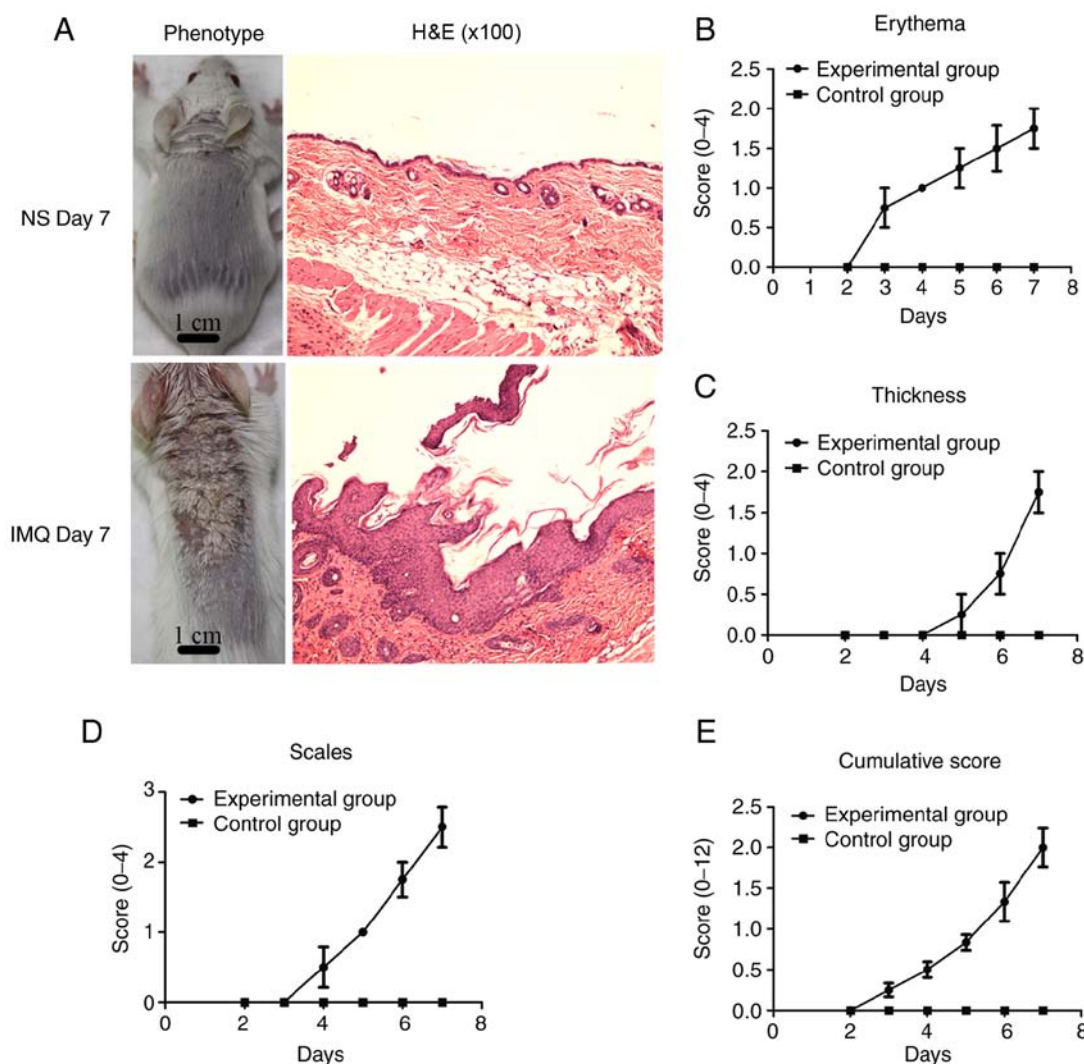 A
Phenotype
H&E (x100)
NS Day 7
1 cm
IMQ Day 7
1 cm
B
Erythema
2.5
2.0
1.5
1.0
0.5
0.0
Score (0–4)
Experimental group
Control group
0 1 2 3 4 5 6 7 8
Days
C
Thickness
2.5
2.0
1.5
1.0
0.5
0.0
Score (0–4)
Experimental group
Control group
0 2 4 6 8
Days
D
Scales
3
2
1
0
Score (0–4)
Experimental group
Control group
0 2 4 6 8
Days
E
Cumulative score
2.5
2.0
1.5
1.0
0.5
0.0
Score (0–12)
Experimental group
Control group
0 2 4 6 8
Days